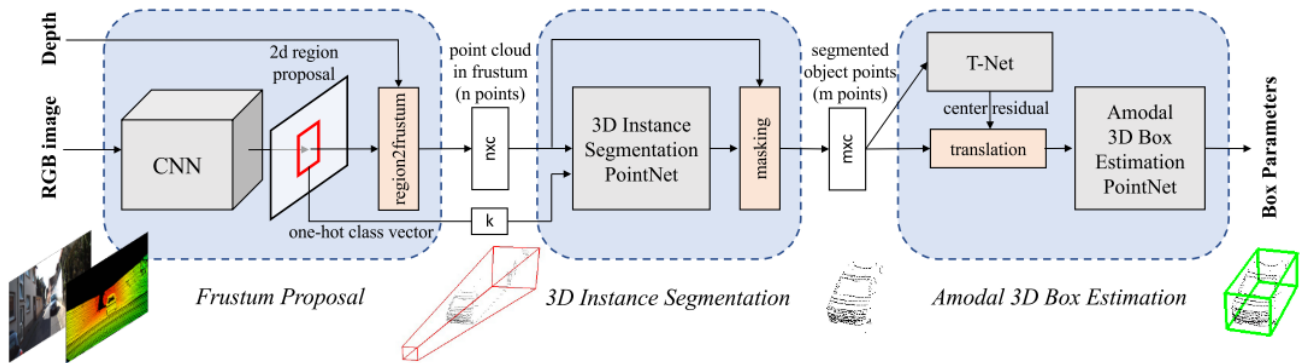 Depth
RGB image
CNN
2d region
proposal
region2frustum
one-hot class vector
Frustum Proposal
point cloud
in frustum
(n points)
nxc
k
3D Instance
Segmentation
PointNet
masking
3D Instance Segmentation
segmented
object points
(m points)
mxc
T-Net
center residual
translation
Amodal
3D Box
Estimation
PointNet
Amodal 3D Box Estimation
Box Parameters